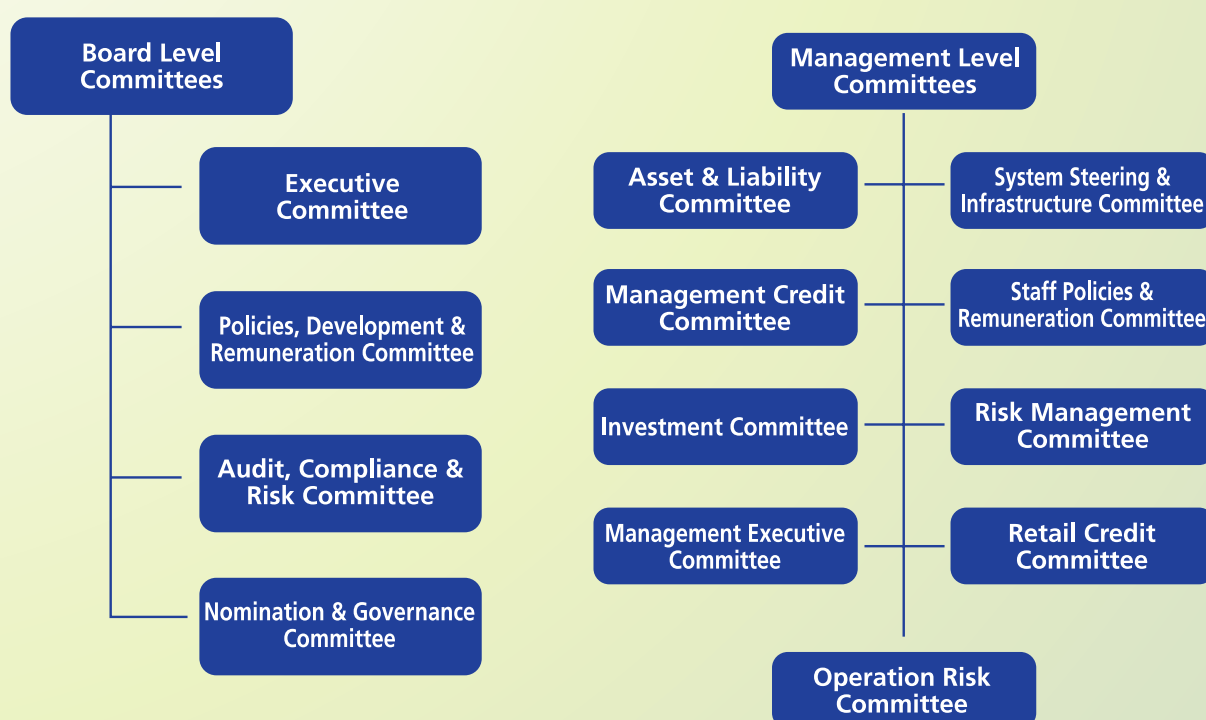 Board Level
Committees
Executive
Committee
Policies, Development &
Remuneration Committee
Audit, Compliance &
Risk Committee
Nomination & Governance
Committee
Management Level
Committees
Asset & Liability
Committee
System Steering &
Infrastructure Committee
Management Credit
Committee
Staff Policies &
Remuneration Committee
Investment Committee
Risk Management
Committee
Management Executive
Committee
Retail Credit
Committee
Operation Risk
Committee